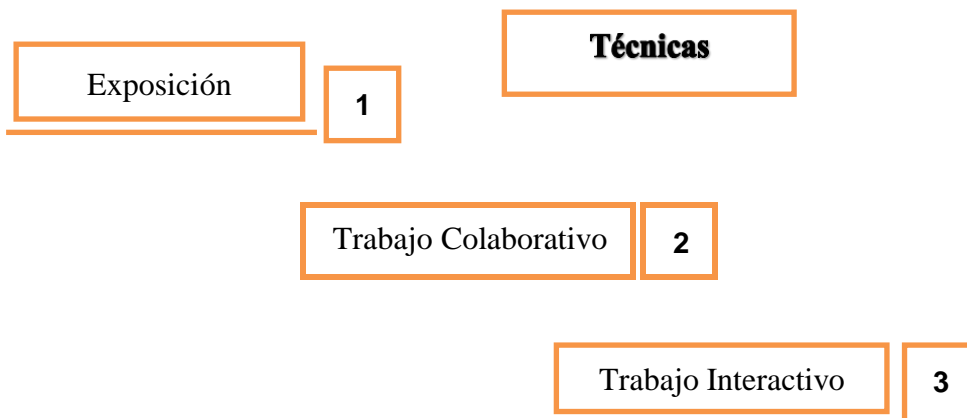 Técnicas
Exposición
1
Trabajo Colaborativo
2
Trabajo Interactivo
3